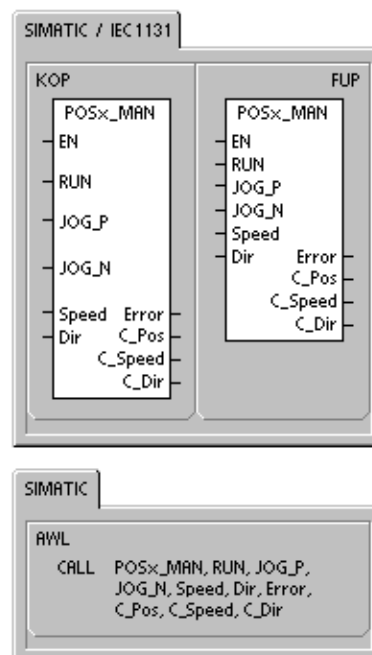 SIMATIC / IEC1131
KOP
POSx_MAN
EN
RUN
JOG_P
JOG_N
Speed Error
Dir C_Pos
C_Speed
C_Dir
FUP
POSx_MAN
EN
RUN
JOG_P
JOG_N
Speed
Dir Error
C_Pos
C_Speed
C_Dir
SIMATIC
AWL
CALL POSx_MAN, RUN, JOG_P,
JOG_N, Speed, Dir, Error,
C_Pos, C_Speed, C_Dir